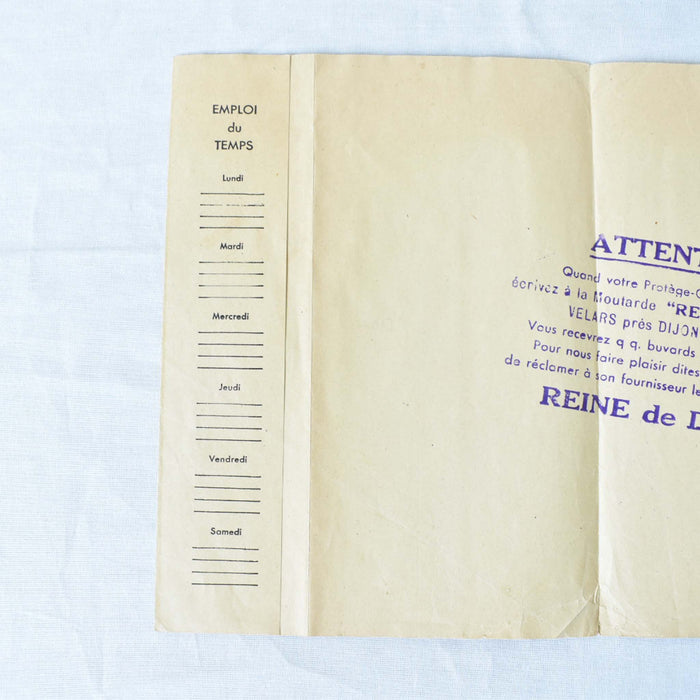 EMPLOI
du
TEMPS
Lundi
Mardi
Mercredi
Jeudi
Vendredi
Samedi
ATTENT
Quand votre Protège-C
écrivez à la Moutarde "RE
VELARS près DIJON
Vous recevrez q q. buvards
Pour nous faire plaisir dites
de réclamer à son fournisseur le
REINE de D